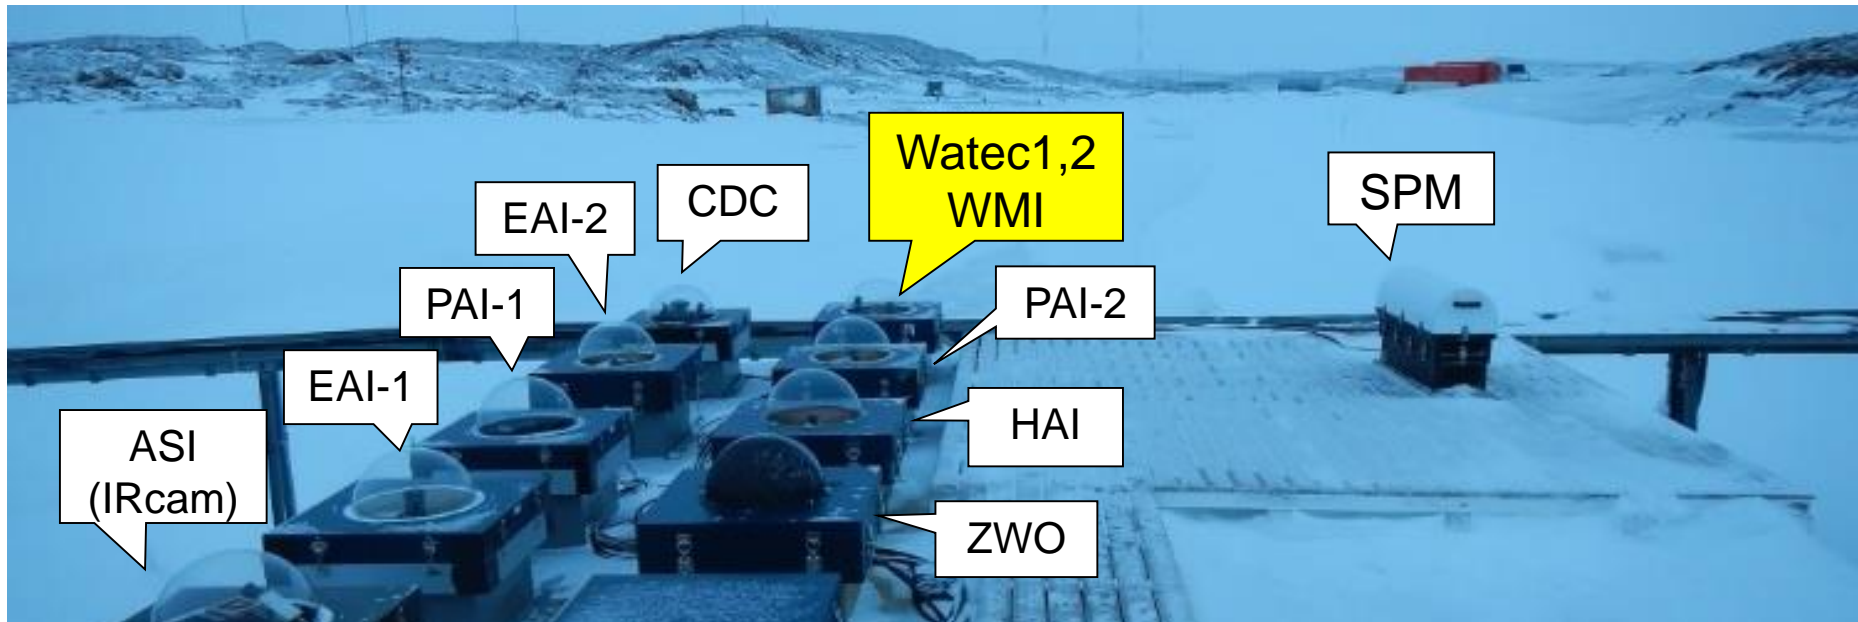 Watec1,2
WMI
SPM
CDC
EAI-2
PAI-1
PAI-2
EAI-1
HAI
ASI
(IRcam)
ZWO